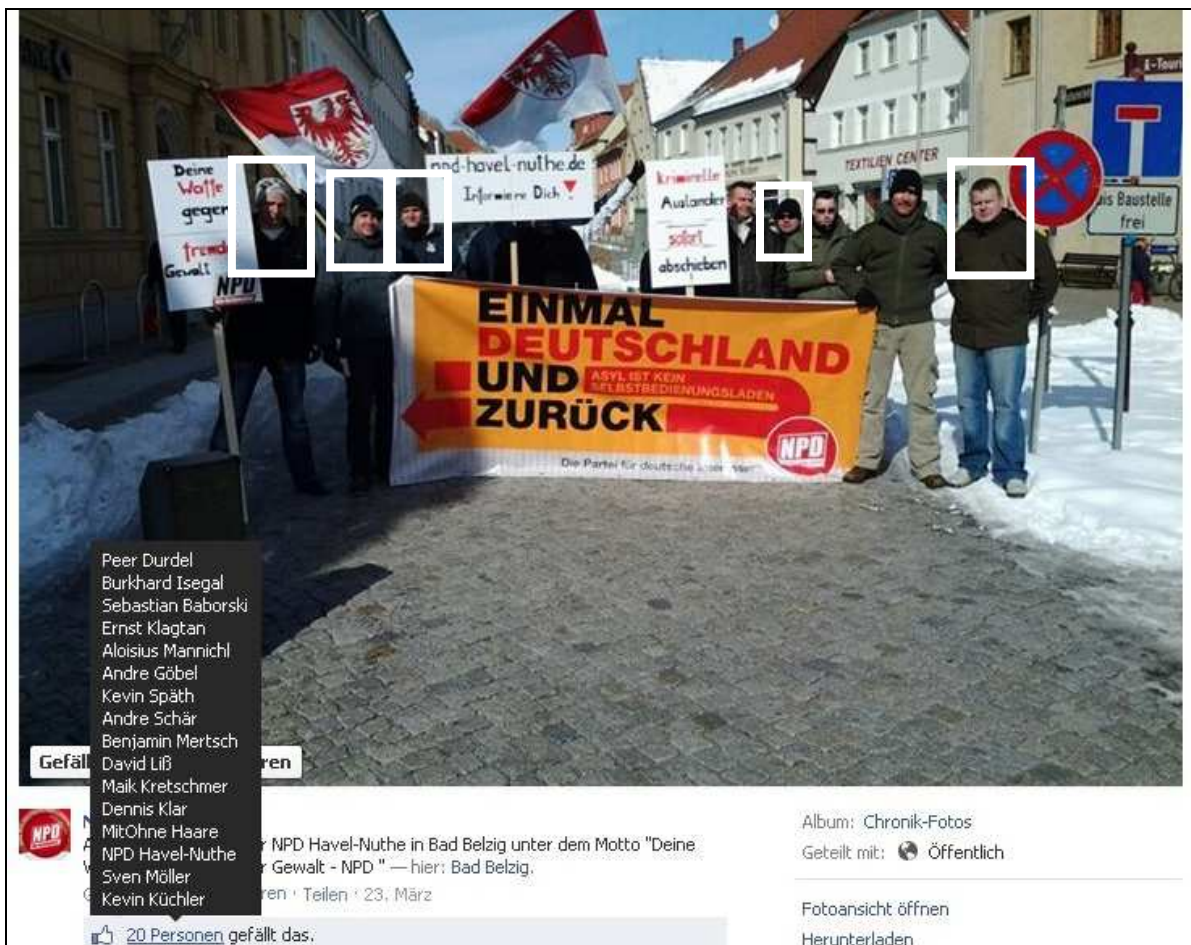 Deine
Waffe
gegen
fremde
Gewalt
NPD
npd-havel-nuthe.de
Informiere Dich !
kriminelle
Ausländer
sofort
abschieben
TEXTILIEN CENTER
Baustelle
frei
EINMAL
DEUTSCHLAND
UND ASYL IST KEIN
SELBSTBEDIENUNGSLADEN
ZURÜCK
NPD
Die Partei für deutsche
Peer Durdel
Burkhard Isegal
Sebastian Baborski
Ernst Klagtan
Aloisius Mannichl
Andre Göbel
Kevin Späth
Andre Schär
Benjamin Mertsch
David Liß
Maik Kretschmer
Dennis Klar
MitOhne Haare
NPD Havel-Nuthe
Sven Möller
Kevin Küchler
NPD
NPD Havel-Nuthe in Bad Belzig unter dem Motto "Deine
Gewalt - NPD " — hier: Bad Belzig.
Teilen · 23. März
20 Personen gefällt das.
Album: Chronik-Fotos
Geteilt mit: Öffentlich
Fotoansicht öffnen
Herunterladen